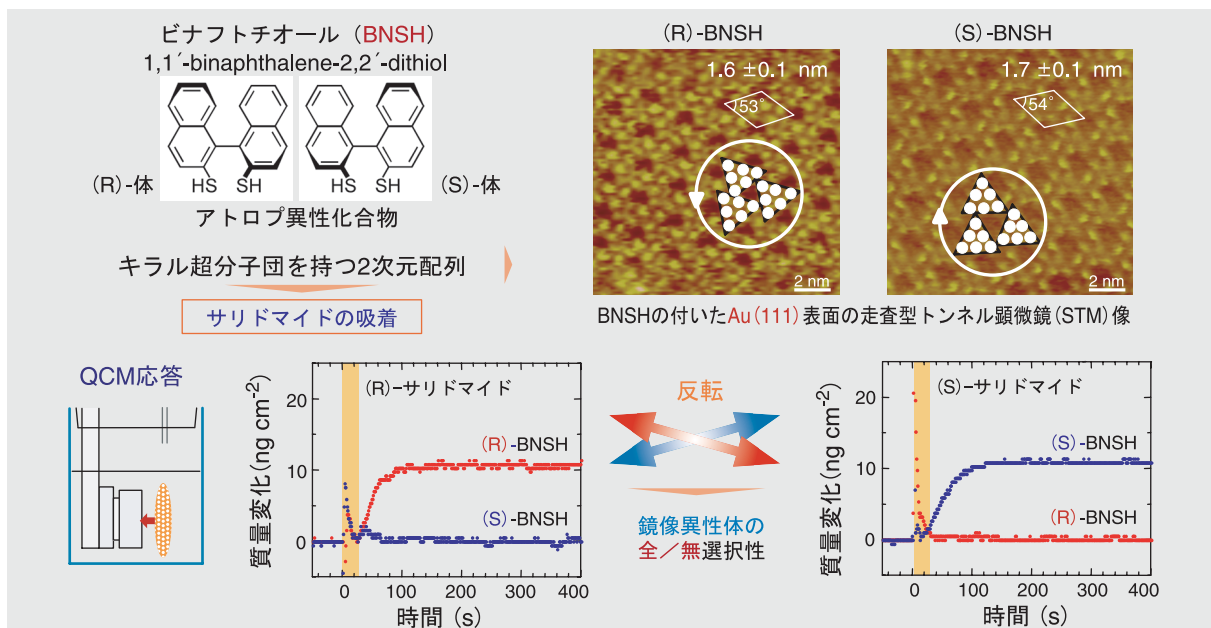 ビナフトチオール（BNSH）
1,1´-binaphthalene-2,2´-dithiol
(R)-体
HS SH
HS SH
(S)-体
アトロプ異性化合物
キラル超分子団を持つ2次元配列
サリドマイドの吸着
(R)-BNSH
1.6 ±0.1 nm
53°
2 nm
(S)-BNSH
1.7 ±0.1 nm
54°
2 nm
BNSHの付いたAu(111)表面の走査型トンネル顕微鏡(STM)像
QCM応答
質量変化(ng cm-2)
20
10
0
(R)-サリドマイド
(R)-BNSH
(S)-BNSH
0 100 200 300 400
時間 (s)
反転
鏡像異性体の
全／無選択性
質量変化(ng cm-2)
20
10
0
(S)-サリドマイド
(S)-BNSH
(R)-BNSH
0 100 200 300 400
時間 (s)